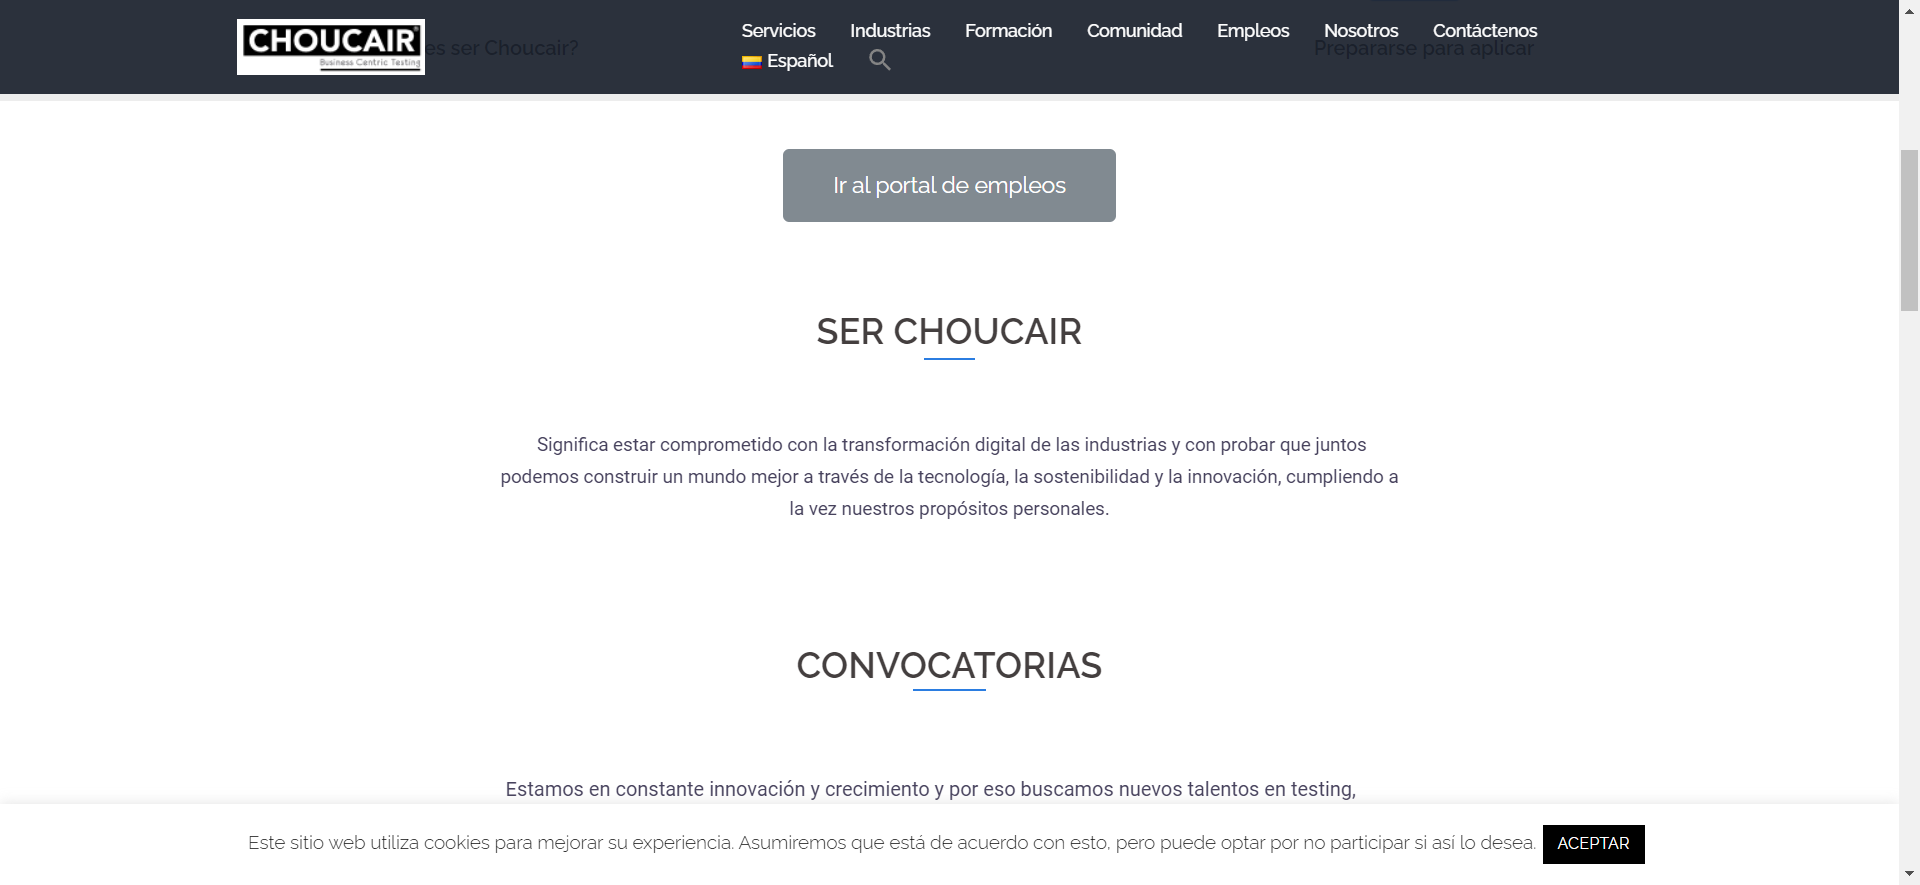 CHOUCAIR
Business Centric Testing
es ser Choucair?
Servicios Industrias Formación Comunidad Empleos Nosotros Contáctenos
Prepararse para aplicar
Español
Ir al portal de empleos
SER CHOUCAIR
Significa estar comprometido con la transformación digital de las industrias y con probar que juntos
podemos construir un mundo mejor a través de la tecnología, la sostenibilidad y la innovación, cumpliendo a
la vez nuestros propósitos personales.
CONVOCATORIAS
Estamos en constante innovación y crecimiento y por eso buscamos nuevos talentos en testing,
Este sitio web utiliza cookies para mejorar su experiencia. Asumiremos que está de acuerdo con esto, pero puede optar por no participar si así lo desea. ACEPTAR